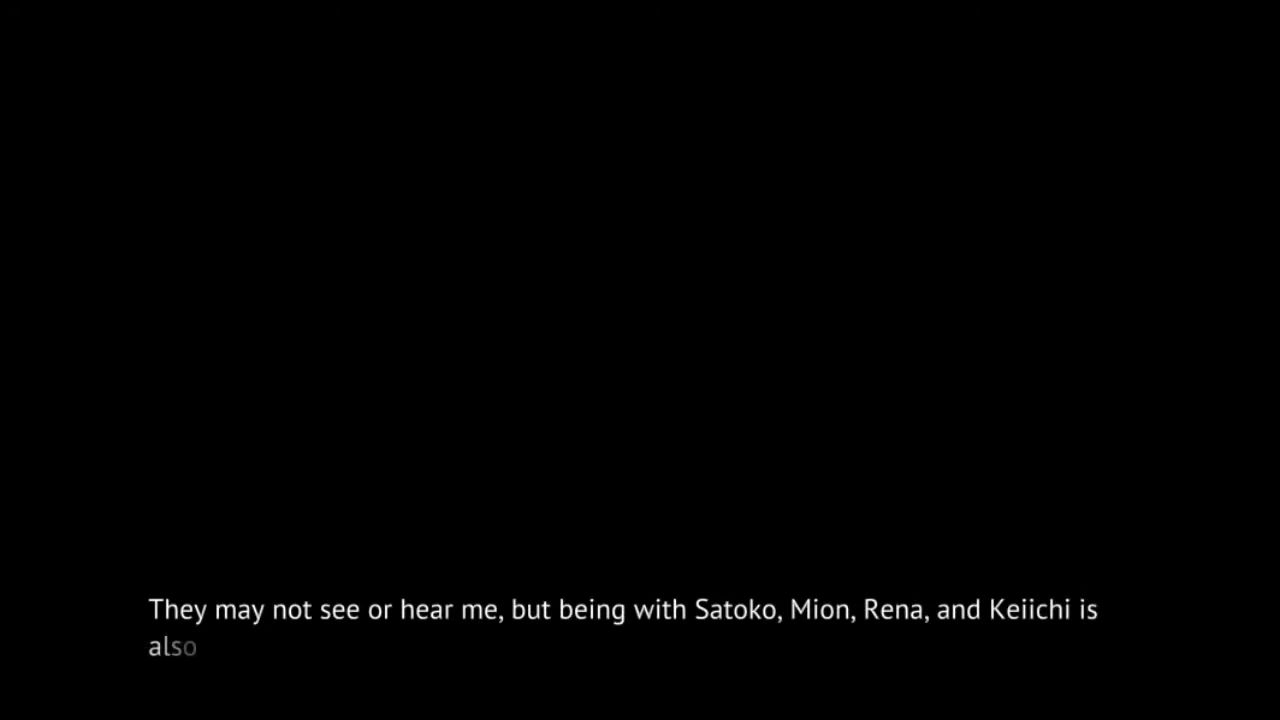 They may not see or hear me, but being with Satoko, Mion, Rena, and Keiichi is
also